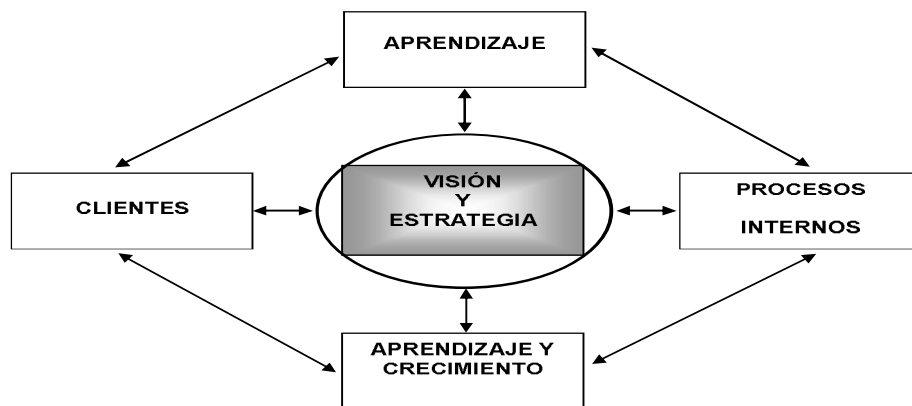 APRENDIZAJE
CLIENTES
VISIÓN
Y
ESTRATEGIA
PROCESOS
INTERNOS
APRENDIZAJE Y
CRECIMIENTO